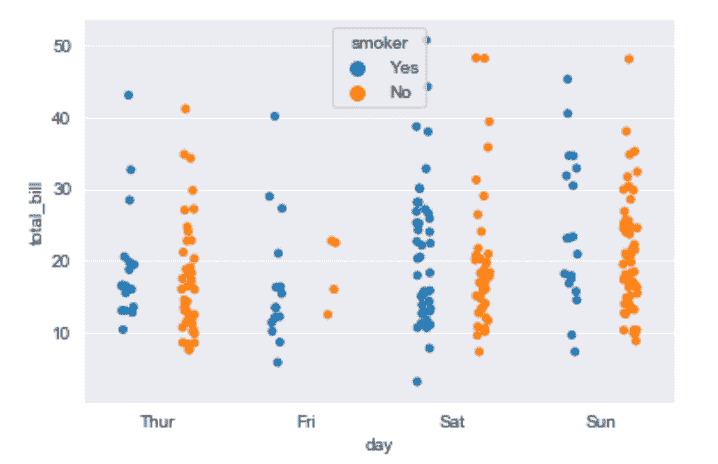 smoker
Yes
No
50
40
30
20
10
total_bill
Thur Fri Sat Sun
day